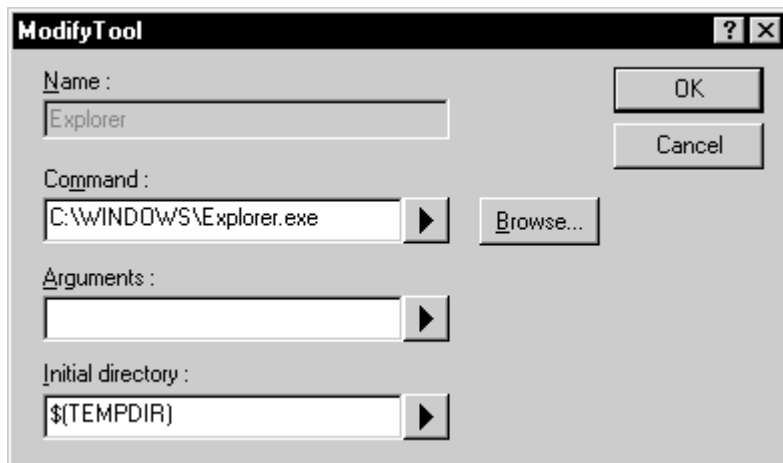 ModifyTool
Name :
OK
Explorer
Cancel
Command :
C:\WINDOWS\Explorer.exe
Browse...
Arguments :
Initial directory :
$(TEMPDIR)